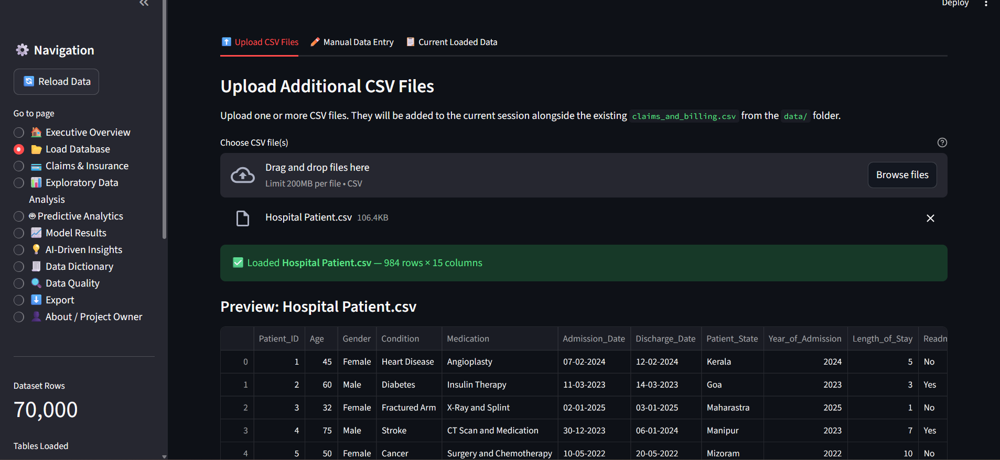 Deploy
Navigation
Reload Data
Go to page
Executive Overview
Load Database
Claims & Insurance
Exploratory Data
Analysis
Predictive Analytics
Model Results
AI-Driven Insights
Data Dictionary
Data Quality
Export
About / Project Owner
Dataset Rows
70,000
Tables Loaded
Upload CSV Files Manual Data Entry Current Loaded Data
Upload Additional CSV Files
Upload one or more CSV files. They will be added to the current session alongside the existing claims_and_billing.csv from the data/ folder.
Choose CSV file(s)
Drag and drop files here
Limit 200MB per file • CSV
Browse files
Hospital Patient.csv 106.4KB
Loaded Hospital Patient.csv — 984 rows × 15 columns
Preview: Hospital Patient.csv
Patient_ID Age Gender Condition Medication Admission_Date Discharge_Date Patient_State Year_of_Admission Length_of_Stay Readn
0 1 45 Female Heart Disease Angioplasty 07-02-2024 12-02-2024 Kerala 2024 5 No
1 2 60 Male Diabetes Insulin Therapy 11-03-2023 14-03-2023 Goa 2023 3 Yes
2 3 32 Female Fractured Arm X-Ray and Splint 02-01-2025 03-01-2025 Maharastra 2025 1 No
3 4 75 Male Stroke CT Scan and Medication 30-12-2023 06-01-2024 Manipur 2023 7 Yes
4 5 50 Female Cancer Surgery and Chemotherapy 10-05-2022 20-05-2022 Mizoram 2022 10 No